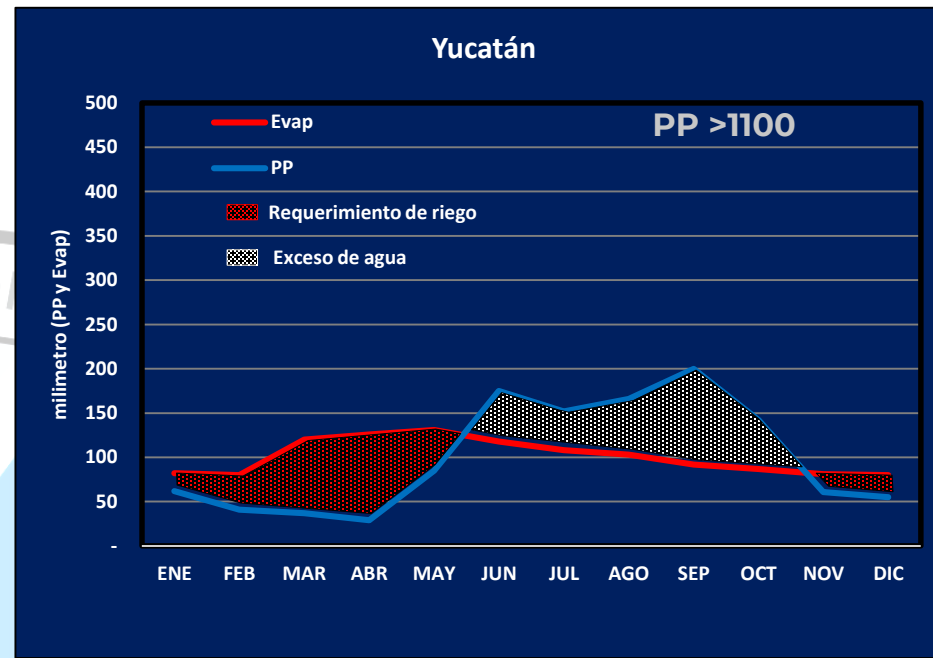 Yucatán
PP >1100
Evap
PP
Requerimiento de riego
Exceso de agua
milimetro (PP y Evap)
500
450
400
350
300
250
200
150
100
50
-
ENE FEB MAR ABR MAY JUN JUL AGO SEP OCT NOV DIC